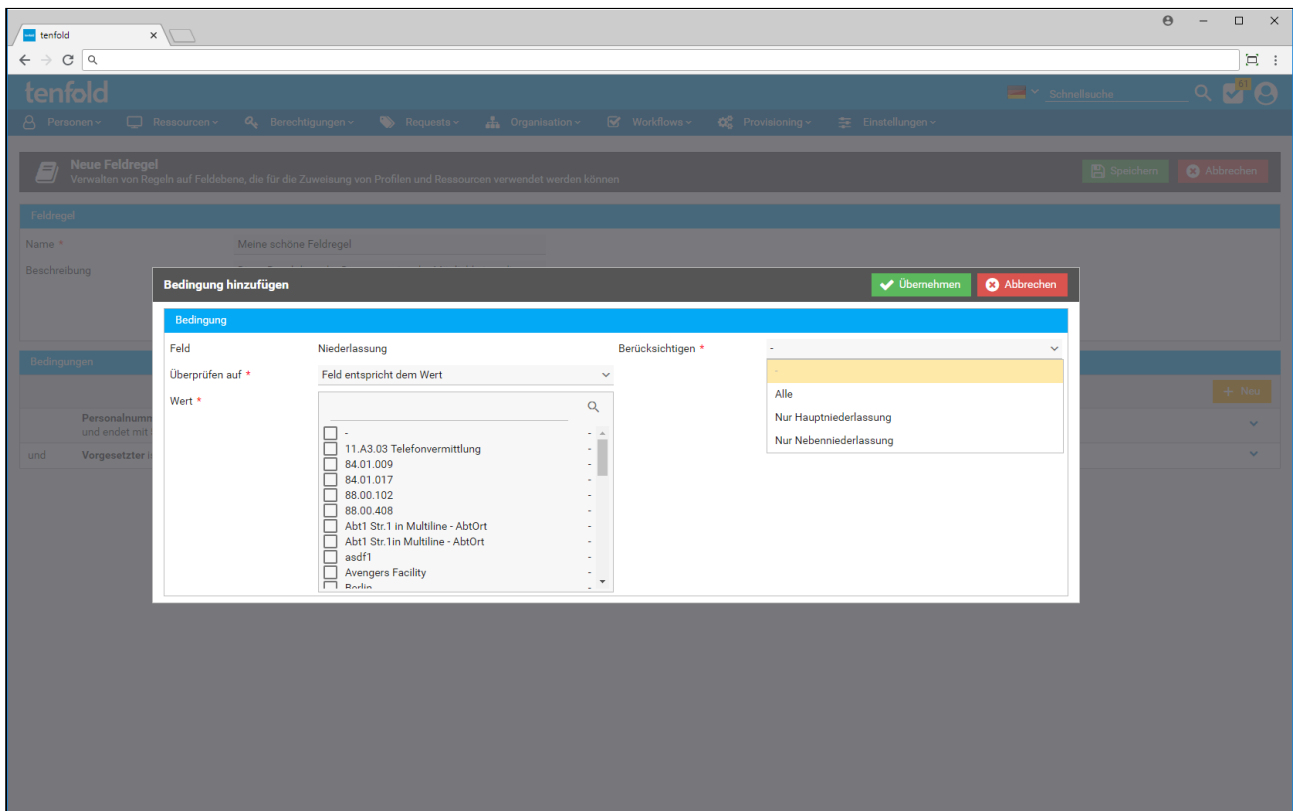 tenfold
tenfold
61
Schnellsuche
Personen
Ressourcen
Berechtigungen
Requests
Organisation
Workflows
Provisioning
Einstellungen
Neue Feldregel
Verwalten von Regeln auf Feldebene, die für die Zuweisung von Profilen und Ressourcen verwendet werden können
Speichern
Abbrechen
Feldregel
Name * Meine schöne Feldregel
Beschreibung
Bedingung hinzufügen
Übernehmen
Abbrechen
Bedingung
Feld Niederlassung Berücksichtigen * -
Überprüfen auf * Feld entspricht dem Wert
-
Alle
Nur Hauptniederlassung
Nur Nebenniederlassung
Wert *
- -
11.A3.03 Telefonvermittlung -
84.01.009 -
84.01.017 -
88.00.102 -
88.00.408 -
Abt1 Str.1 in Multiline - AbtOrt -
Abt1 Str.1in Multiline - AbtOrt -
asdf1 -
Avengers Facility -
Berlin -
Bedingungen
+ Neu
Personalnumm
und endet mit
und Vorgesetzter i